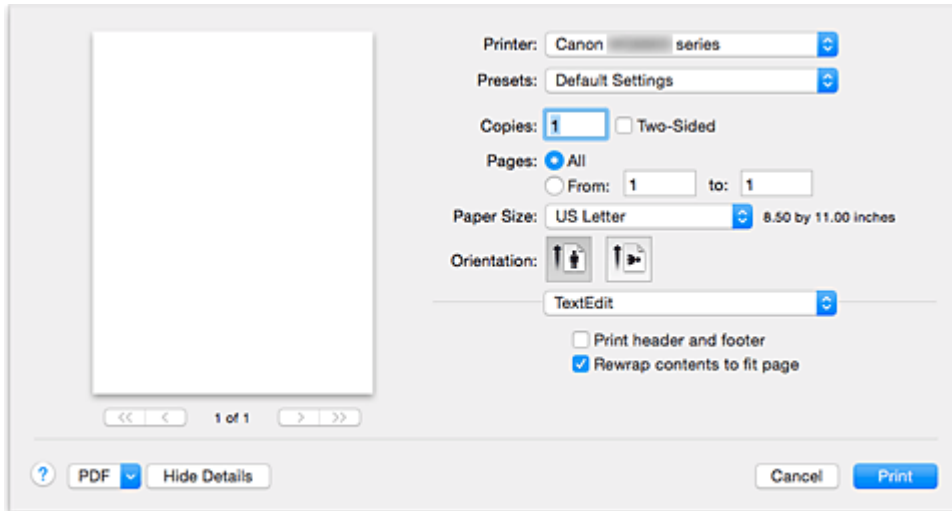 Printer: Canon series
Presets: Default Settings
Copies: 1 Two-Sided
Pages: All
From: 1 to: 1
Paper Size: US Letter 8.50 by 11.00 inches
Orientation:
TextEdit
Print header and footer
Rewrap contents to fit page
<< < 1 of 1 > >>
? PDF Hide Details Cancel Print